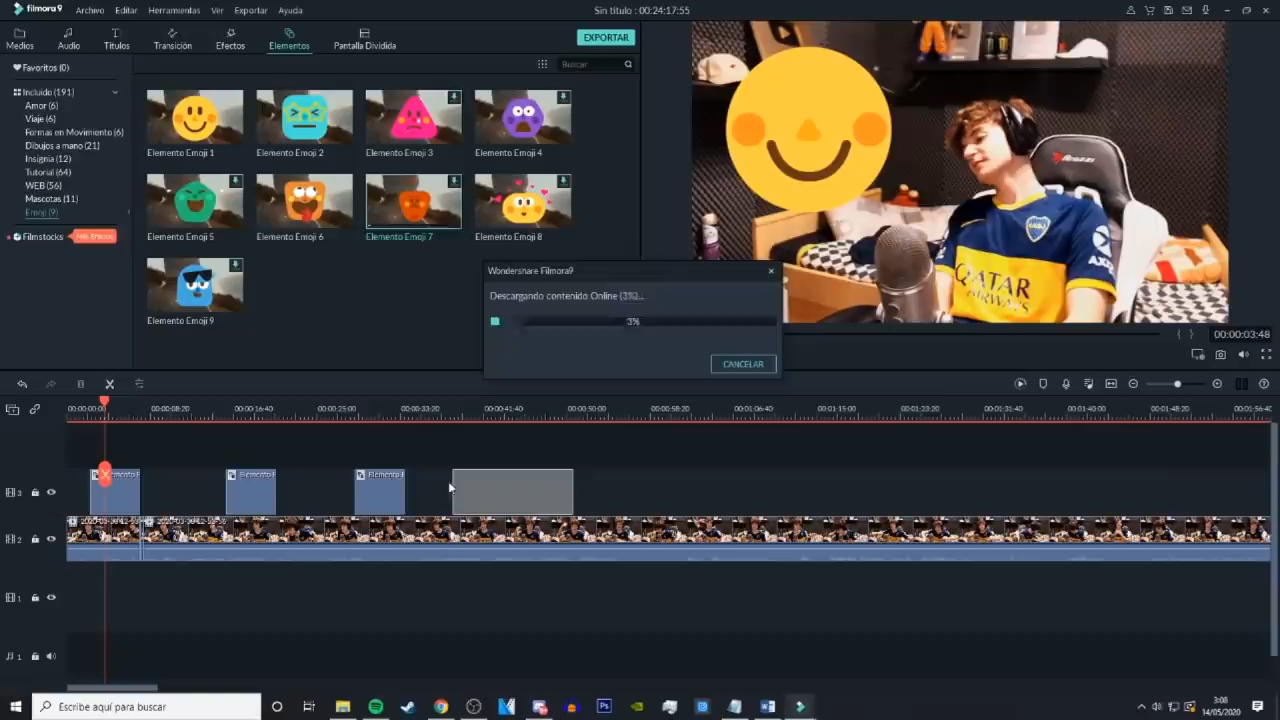 filmora9 Archivo Editar Herramientas Ver Exportar Ayuda
Sin título : 00:24:17:55
Medios Audio Títulos Transición Efectos Elementos Pantalla Dividida
EXPORTAR
Favoritos (0)
Buscar
Incluido (191)
Amor (6)
Viaje (6)
Formas en Movimiento (6)
Dibujos a mano (21)
Insignia (12)
Tutorial (64)
WEB (56)
Mascotas (11)
Emoji (9)
Filmstocks Más Efectos
Elemento Emoji 1
Elemento Emoji 2
Elemento Emoji 3
Elemento Emoji 4
Elemento Emoji 5
Elemento Emoji 6
Elemento Emoji 7
Elemento Emoji 8
Elemento Emoji 9
QATAR
AIRWAYS
Wondershare Filmora9
Descargando contenido Online (3%)...
3%
CANCELAR
{ } 00:00:03:48
00:00:00:00 00:00:08:20 00:00:16:40 00:00:25:00 00:00:33:20 00:00:41:40 00:00:50:00 00:00:58:20 00:01:06:40 00:01:15:00 00:01:23:20 00:01:31:40 00:01:40:00 00:01:48:20 00:01:56:40
3
2
1
1
Escribe aquí para buscar
3:08
14/05/2020